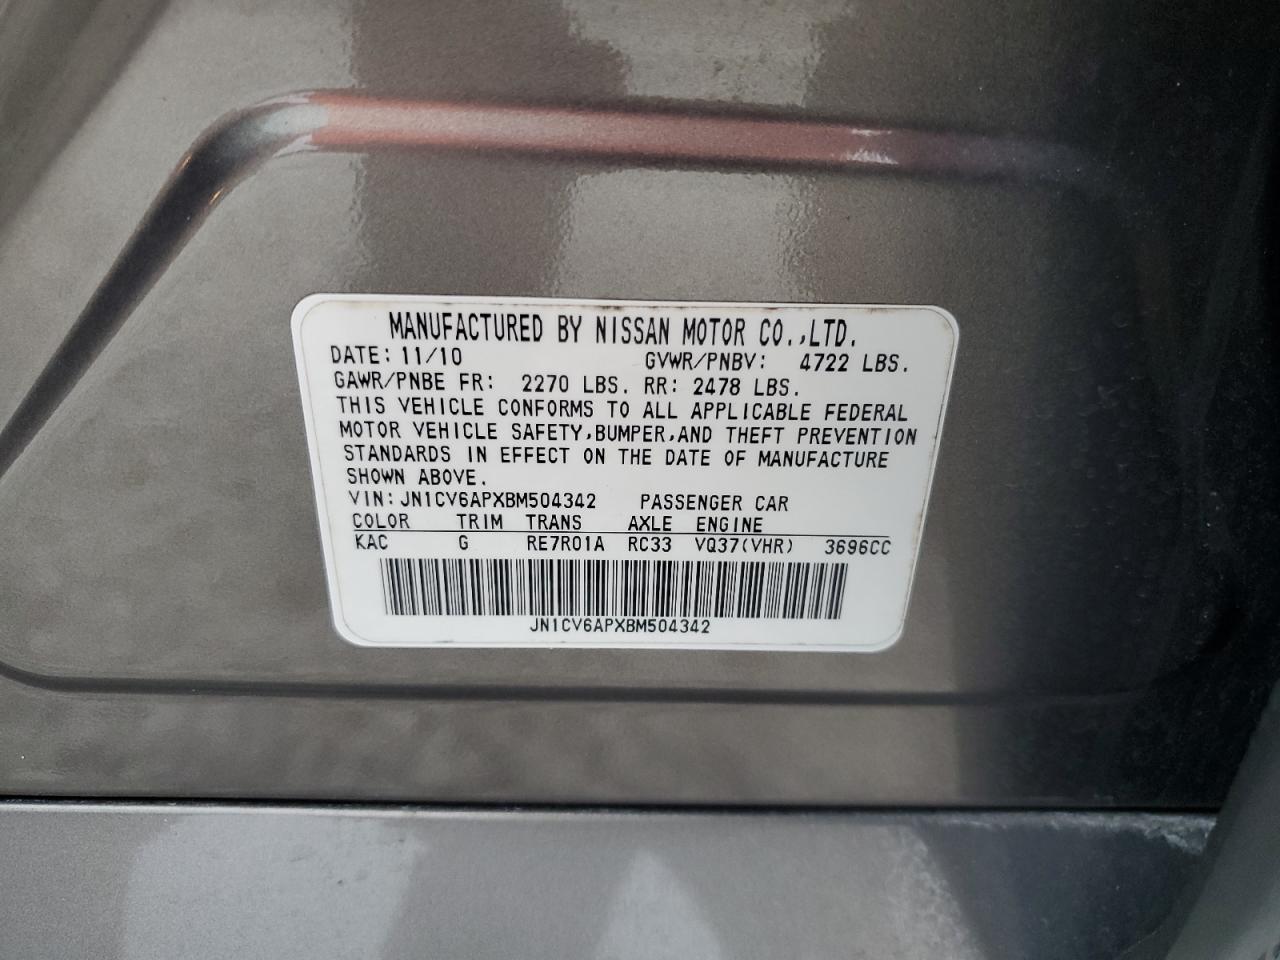 MANUFACTURED BY NISSAN MOTOR CO.,LTD.
DATE: 11/10 GVWR/PNBV: 4722 LBS.
GAWR/PNBE FR: 2270 LBS. RR: 2478 LBS.
THIS VEHICLE CONFORMS TO ALL APPLICABLE FEDERAL
MOTOR VEHICLE SAFETY,BUMPER,AND THEFT PREVENTION
STANDARDS IN EFFECT ON THE DATE OF MANUFACTURE
SHOWN ABOVE.
VIN: JN1CV6APXBM504342 PASSENGER CAR
COLOR TRIM TRANS AXLE ENGINE
KAC G RE7R01A RC33 VQ37(VHR) 3696CC
JN1CV6APXBM504342